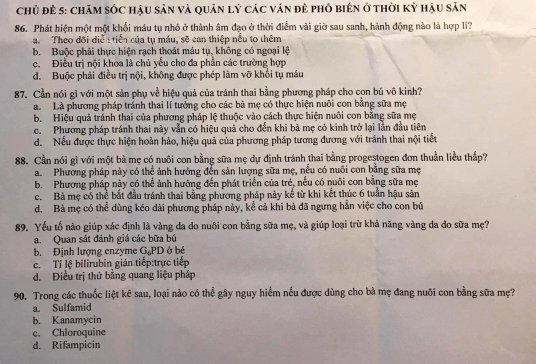 CHỦ ĐỀ 5: CHĂM SÓC HẬU SẢN VÀ QUẢN LÝ CÁC VẤN ĐỀ PHỔ BIẾN Ở THỜI KỲ HẬU SẢN
86. Phát hiện một một khối máu tụ nhỏ ở thành âm đạo ở thời điểm vài giờ sau sanh, hành động nào là hợp lí?
a. Theo dõi diễn tiến của tụ máu, sẽ can thiệp nếu to thêm
b. Buộc phải thực hiện rạch thoát máu tụ, không có ngoại lệ
c. Điều trị nội khoa là chủ yếu cho đa phần các trường hợp
d. Buộc phải điều trị nội, không được phép làm vỡ khối tụ máu
87. Cần nói gì với một sản phụ về hiệu quả của tránh thai bằng phương pháp cho con bú vô kinh?
a. Là phương pháp tránh thai lí tưởng cho các bà mẹ có thực hiện nuôi con bằng sữa mẹ
b. Hiệu quả tránh thai của phương pháp lệ thuộc vào cách thực hiện nuôi con bằng sữa mẹ
c. Phương pháp tránh thai này vẫn có hiệu quả cho đến khi bà mẹ có kinh trở lại lần đầu tiên
d. Nếu được thực hiện hoàn hảo, hiệu quả của phương pháp tương đương với tránh thai nội tiết
88. Cần nói gì với một bà mẹ có nuôi con bằng sữa mẹ dự định tránh thai bằng progestogen đơn thuần liều thấp?
a. Phương pháp này có thể ảnh hưởng đến sản lượng sữa mẹ, nếu có nuôi con bằng sữa mẹ
b. Phương pháp này có thể ảnh hưởng đến phát triển của trẻ, nếu có nuôi con bằng sữa mẹ
c. Bà mẹ có thể bắt đầu tránh thai bằng phương pháp này kể từ khi kết thúc 6 tuần hậu sản
d. Bà mẹ có thể dùng kéo dài phương pháp này, kể cả khi bà đã ngưng hẳn việc cho con bú
89. Yếu tố nào giúp xác định là vàng da do nuôi con bằng sữa mẹ, và giúp loại trừ khả năng vàng da do sữa mẹ?
a. Quan sát đánh giá các bữa bú
b. Định lượng enzyme G₆PD ở bé
c. Tỉ lệ bilirubin gián tiếp:trực tiếp
d. Điều trị thử bằng quang liệu pháp
90. Trong các thuốc liệt kê sau, loại nào có thể gây nguy hiểm nếu được dùng cho bà mẹ đang nuôi con bằng sữa mẹ?
a. Sulfamid
b. Kanamycin
c. Chloroquine
d. Rifampicin